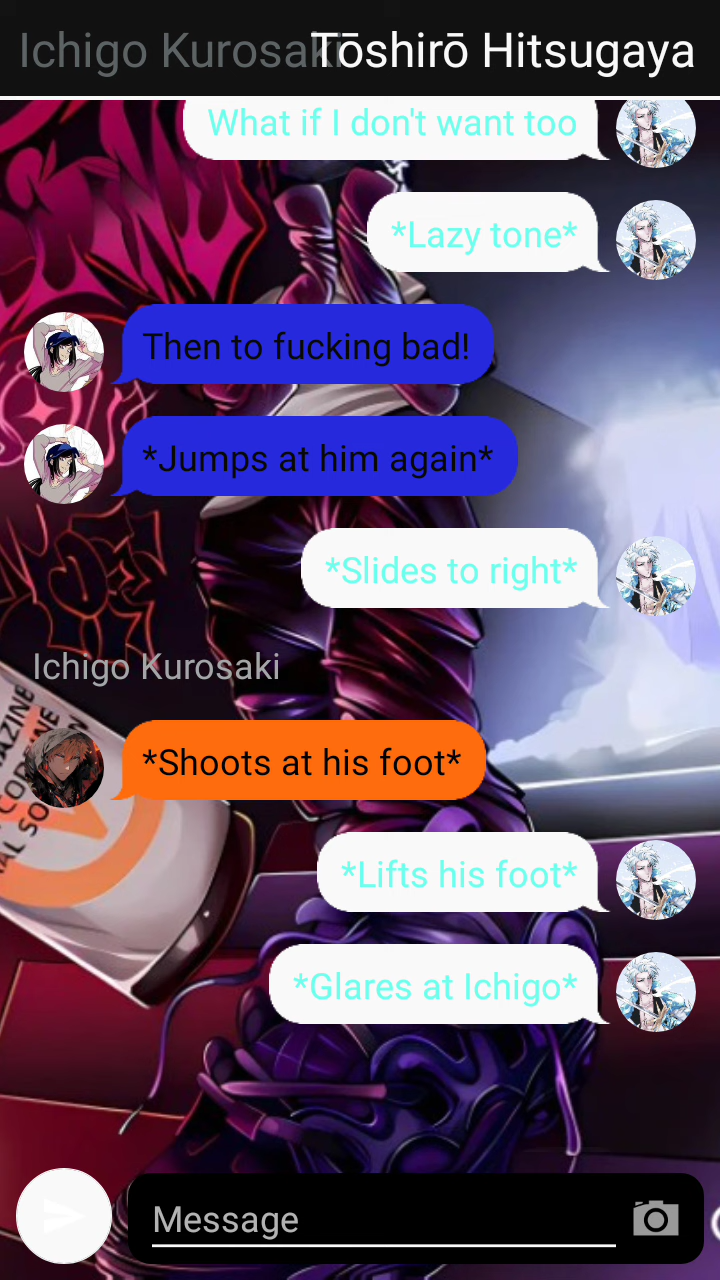 Ichigo Kurosaki
Tōshirō Hitsugaya
What if I don't want too
*Lazy tone*
Then to fucking bad!
*Jumps at him again*
*Slides to right*
Ichigo Kurosaki
*Shoots at his foot*
*Lifts his foot*
*Glares at Ichigo*
Message